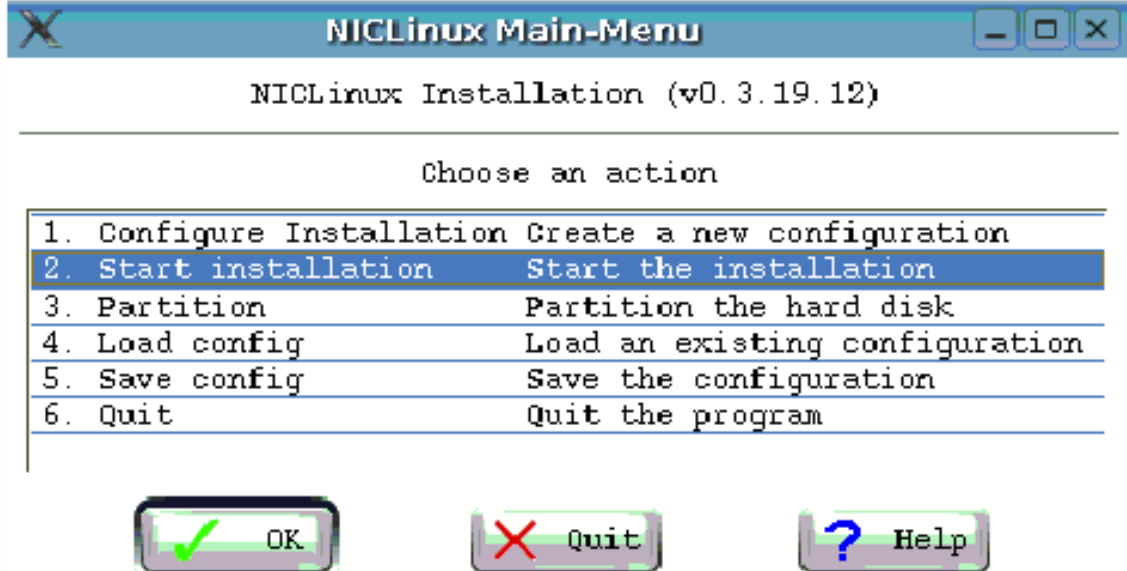 NICLinux Main-Menu
NICLinux Installation (v0.3.19.12)
Choose an action
1. Configure Installation Create a new configuration
2. Start installation Start the installation
3. Partition Partition the hard disk
4. Load config Load an existing configuration
5. Save config Save the configuration
6. Quit Quit the program
OK Quit Help